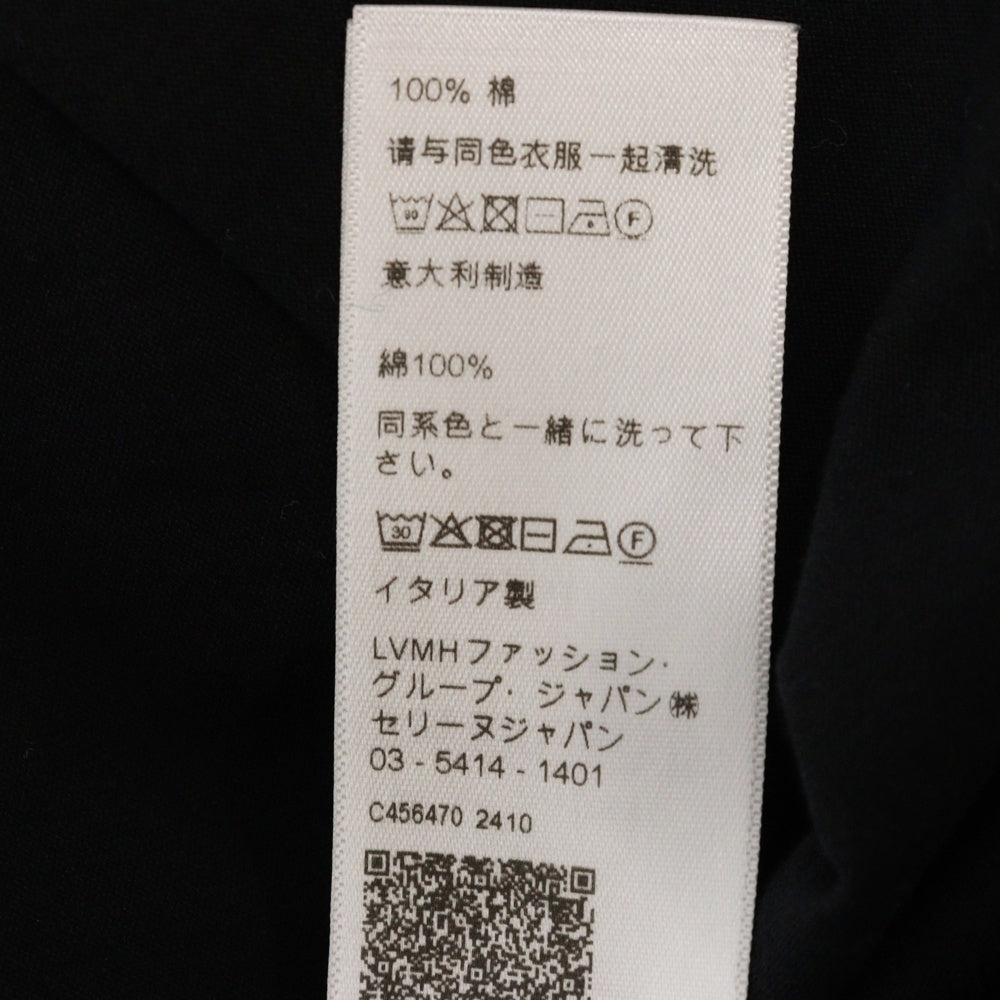 100% 棉
请与同色衣服一起清洗
30 F
意大利制造
綿100%
同系色と一緒に洗って下
さい。
30 F
イタリア製
LVMHファッション・
グループ・ジャパン㈱
セリーヌジャパン
03 - 5414 - 1401
C456470 2410